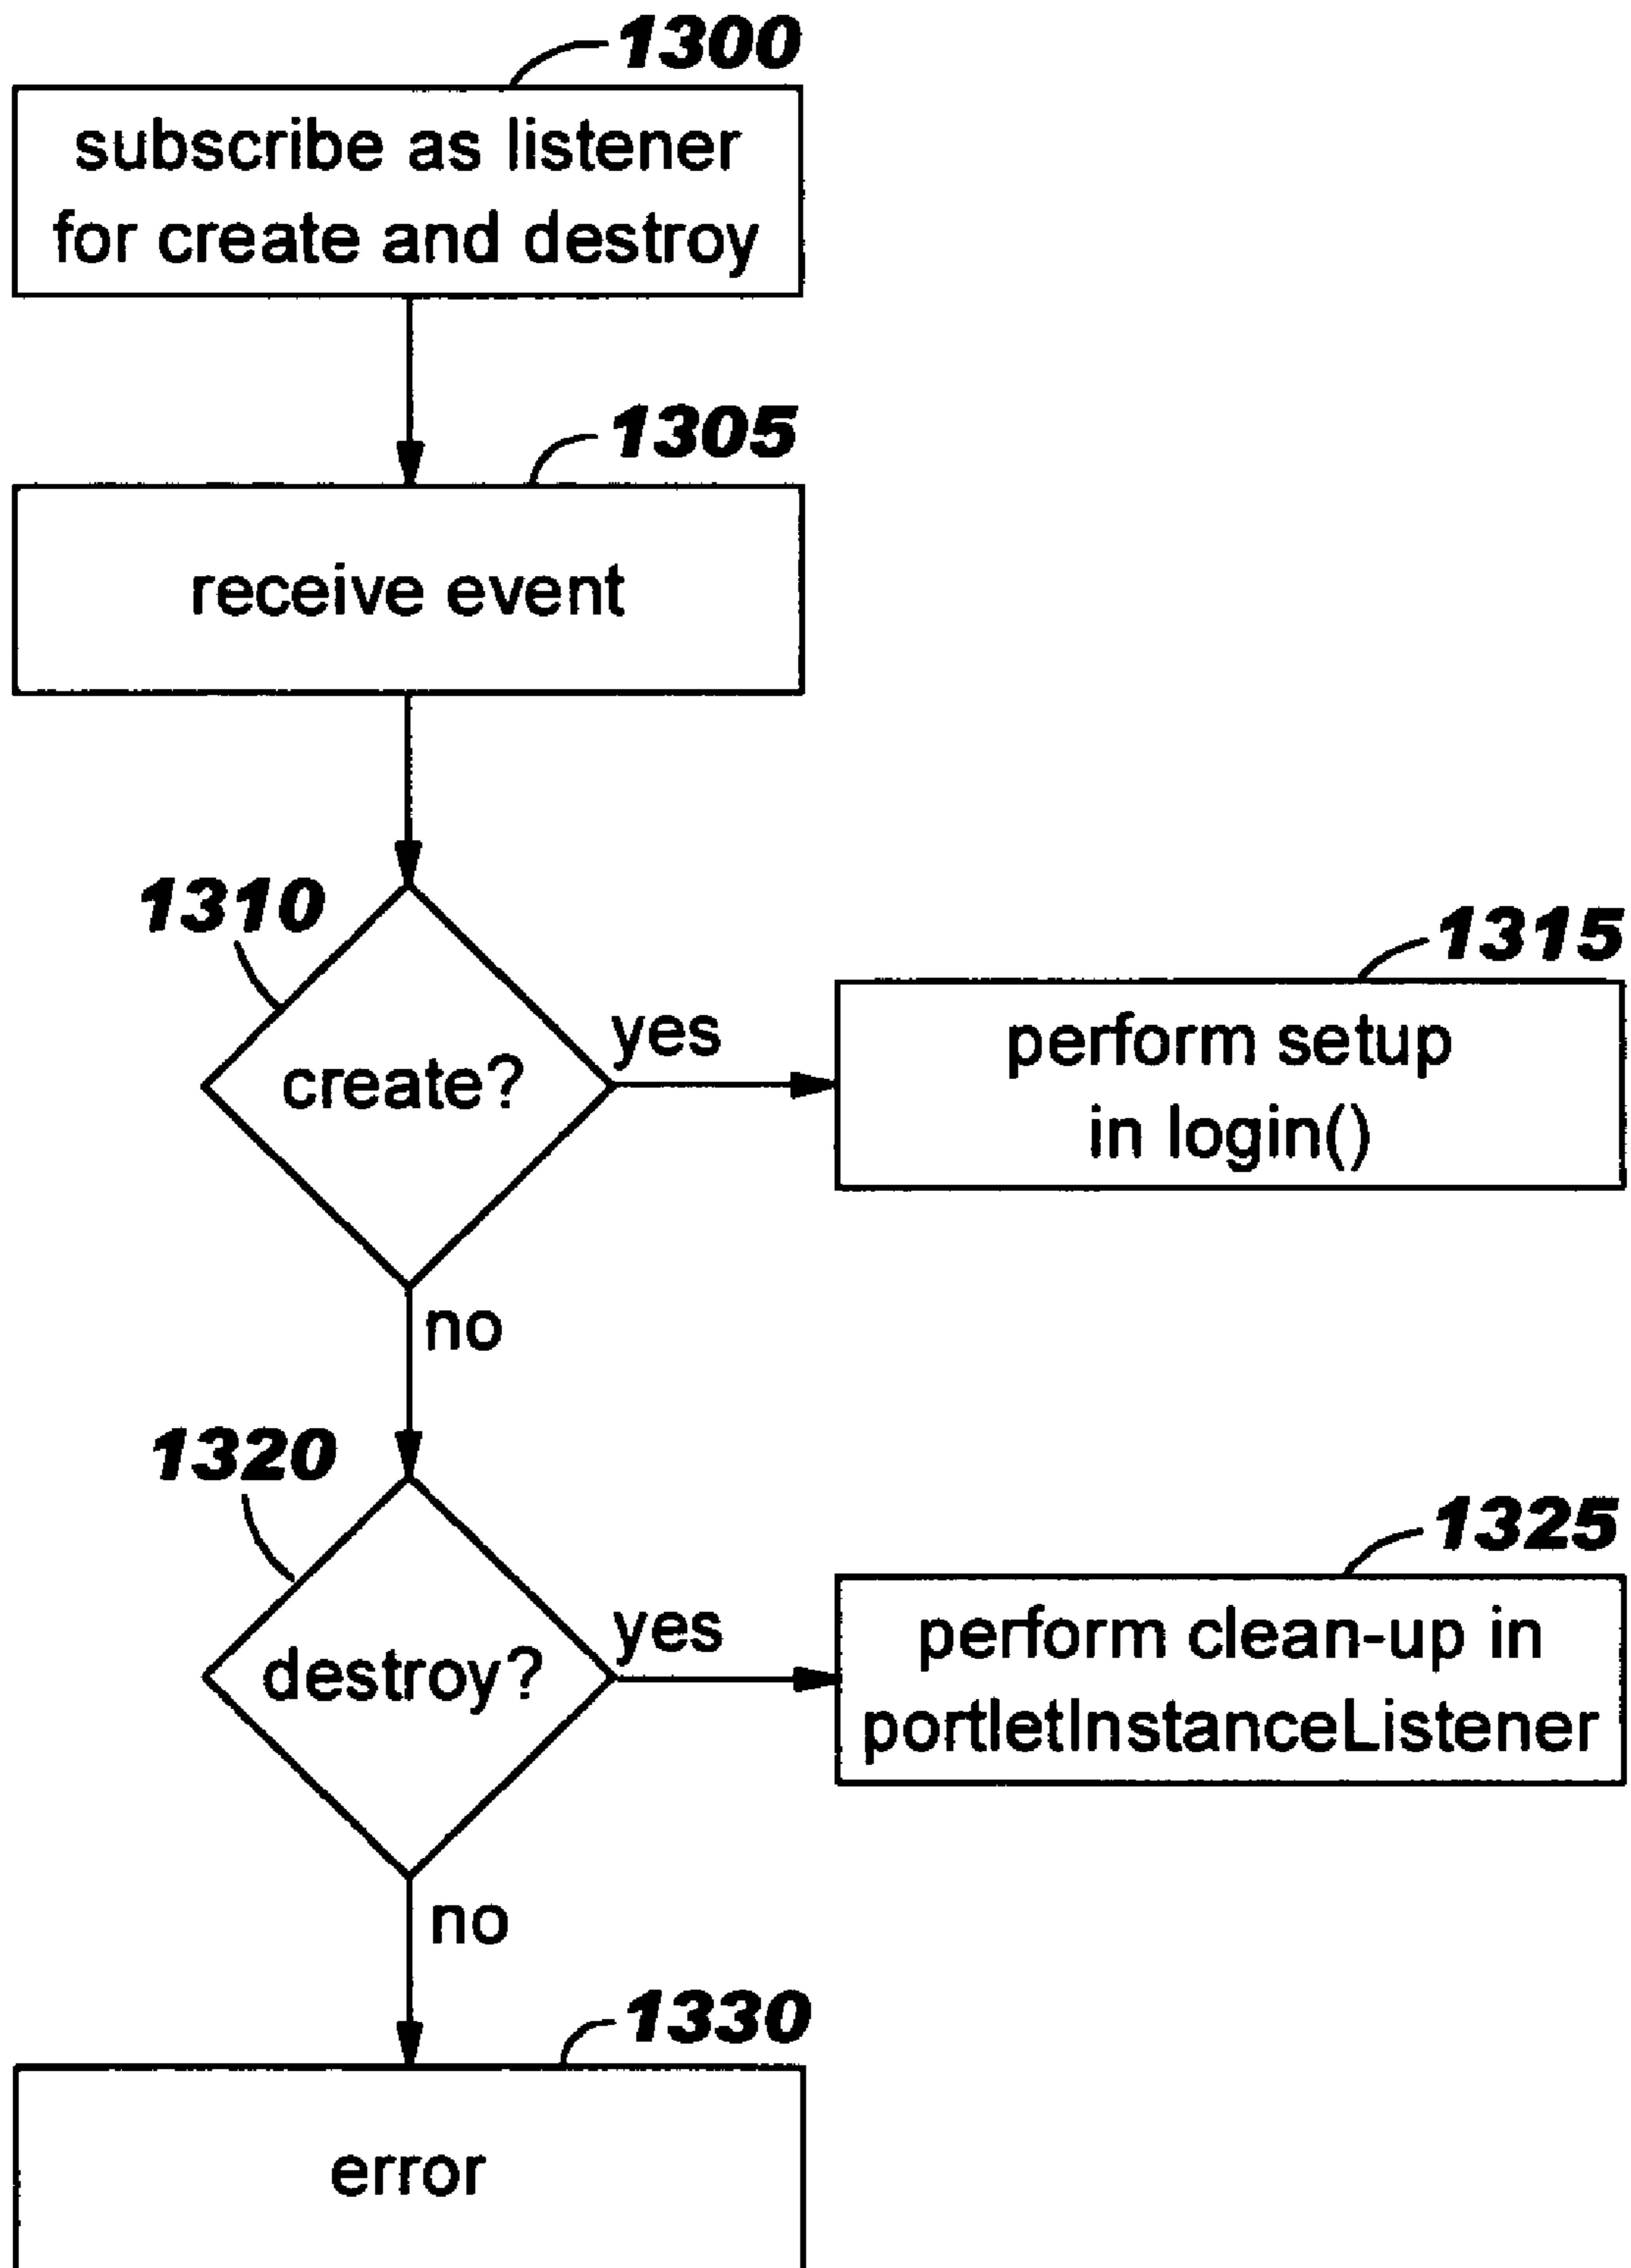 1300
subscribe as listener
for create and destroy
1305
receive event
1310
create?
yes
1315
perform setup
in login()
no
1320
destroy?
yes
1325
perform clean-up in
portletInstanceListener
no
1330
error